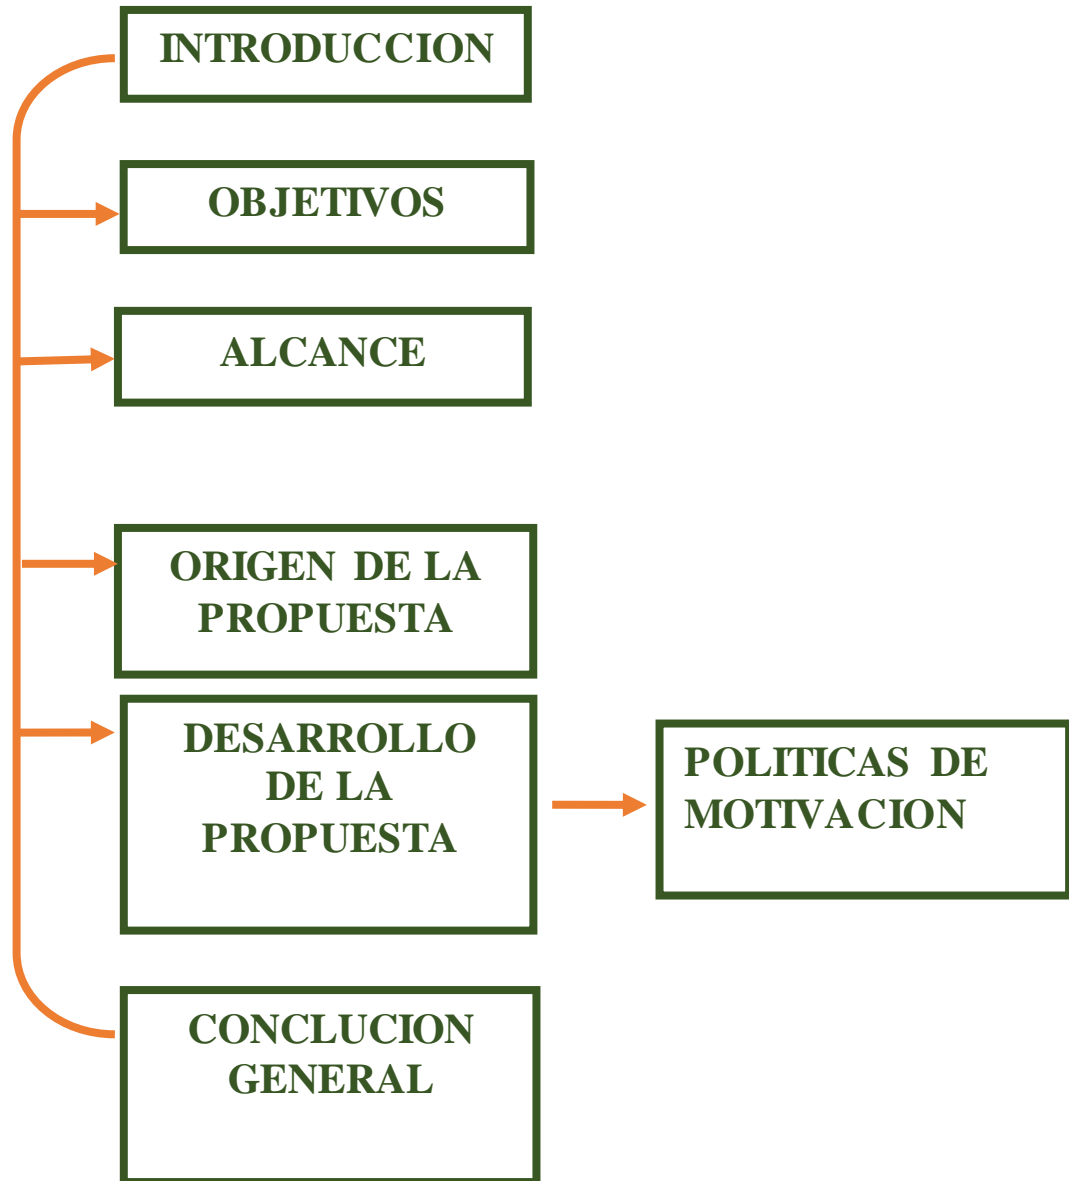 INTRODUCCION
OBJETIVOS
ALCANCE
ORIGEN DE LA
PROPUESTA
DESARROLLO
DE LA
PROPUESTA
POLITICAS DE
MOTIVACION
CONCLUCION
GENERAL